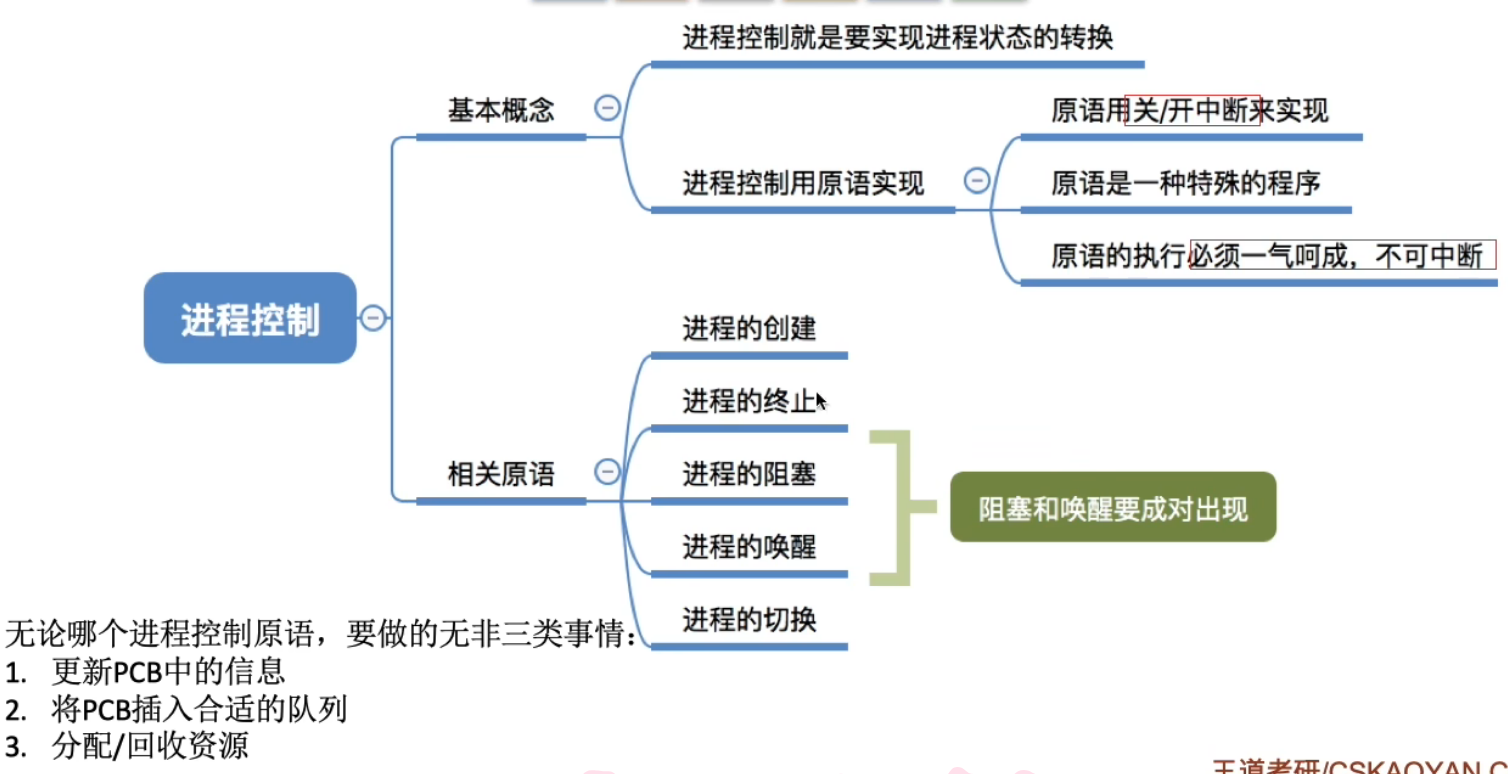 进程控制就是要实现进程状态的转换
基本概念
原语用关/开中断来实现
进程控制用原语实现
原语是一种特殊的程序
原语的执行必须一气呵成，不可中断
进程控制
进程的创建
进程的终止
相关原语
进程的阻塞
阻塞和唤醒要成对出现
进程的唤醒
进程的切换
无论哪个进程控制原语，要做的无非三类事情：
1. 更新PCB中的信息
2. 将PCB插入合适的队列
3. 分配/回收资源
王道考研/CSKAOYAN.C